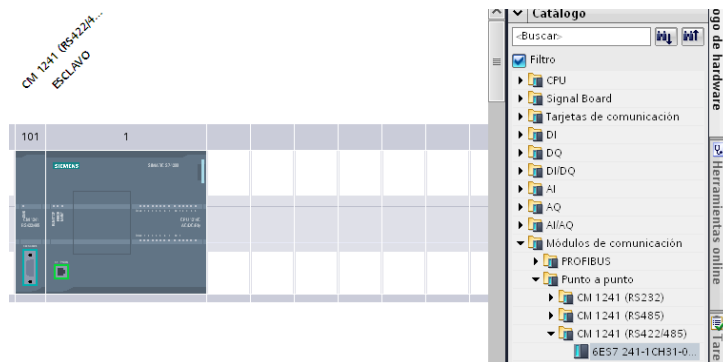 CM 1241 (RS422/4...
ESCLAVO
101
1
SIEMENS
SIMATIC S7-1200
Catálogo
<Buscar>
Filtro
CPU
Signal Board
Tarjetas de comunicación
DI
DQ
DI/DQ
AI
AQ
AI/AQ
Módulos de comunicación
PROFIBUS
Punto a punto
CM 1241 (RS232)
CM 1241 (RS485)
CM 1241 (RS422/485)
6ES7 241-1CH31-0...
ogo de hardware
Herramientas online
Tare